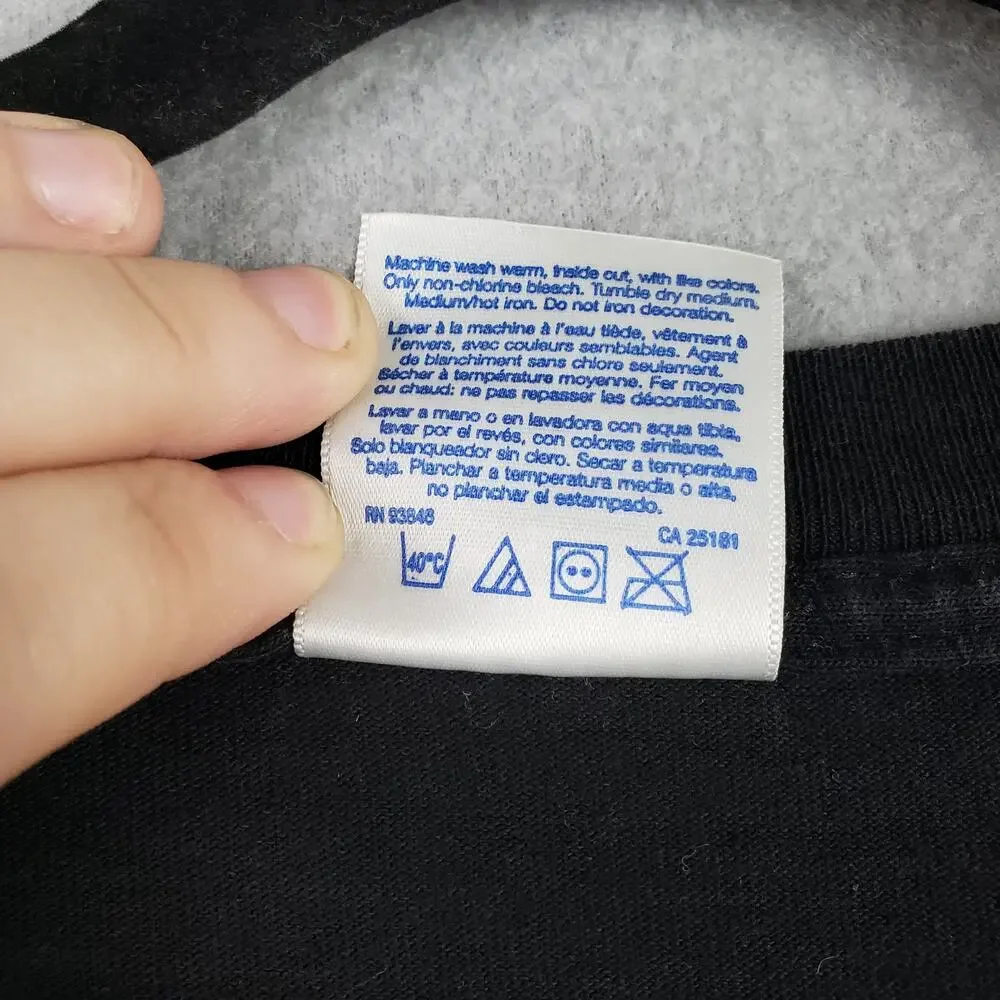 Machine wash warm, inside out, with like colors.
Only non-chlorine bleach. Tumble dry medium.
Medium/hot iron. Do not iron decoration.
Laver à la machine à l'eau tiède, vêtement à
l'envers, avec couleurs semblables. Agent
de blanchiment sans chlore seulement.
Sécher à température moyenne. Fer moyen
ou chaud: ne pas repasser les décorations.
Lavar a mano o en lavadora con aqua tibia,
lavar por el revés, con colores similares.
Solo blanqueador sin cloro. Secar a temperatura
baja. Planchar a temperatura media o alta,
no planchar el estampado.
RN 93846
CA 25181
40°C